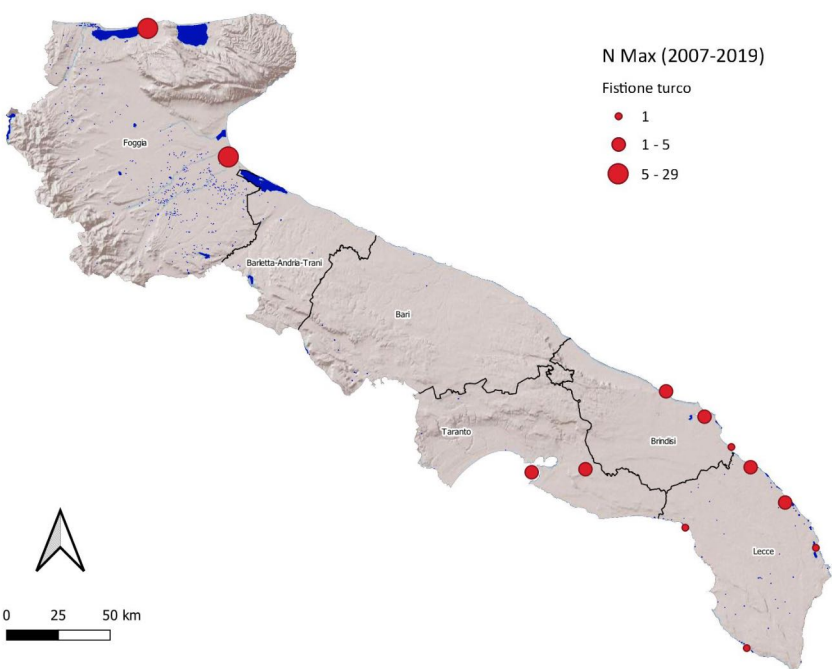 N Max (2007-2019)
Fistione turco
1
1 - 5
5 - 29
Foggia
Barletta-Andria-Trani
Bari
Taranto
Brindisi
Lecce
0 25 50 km